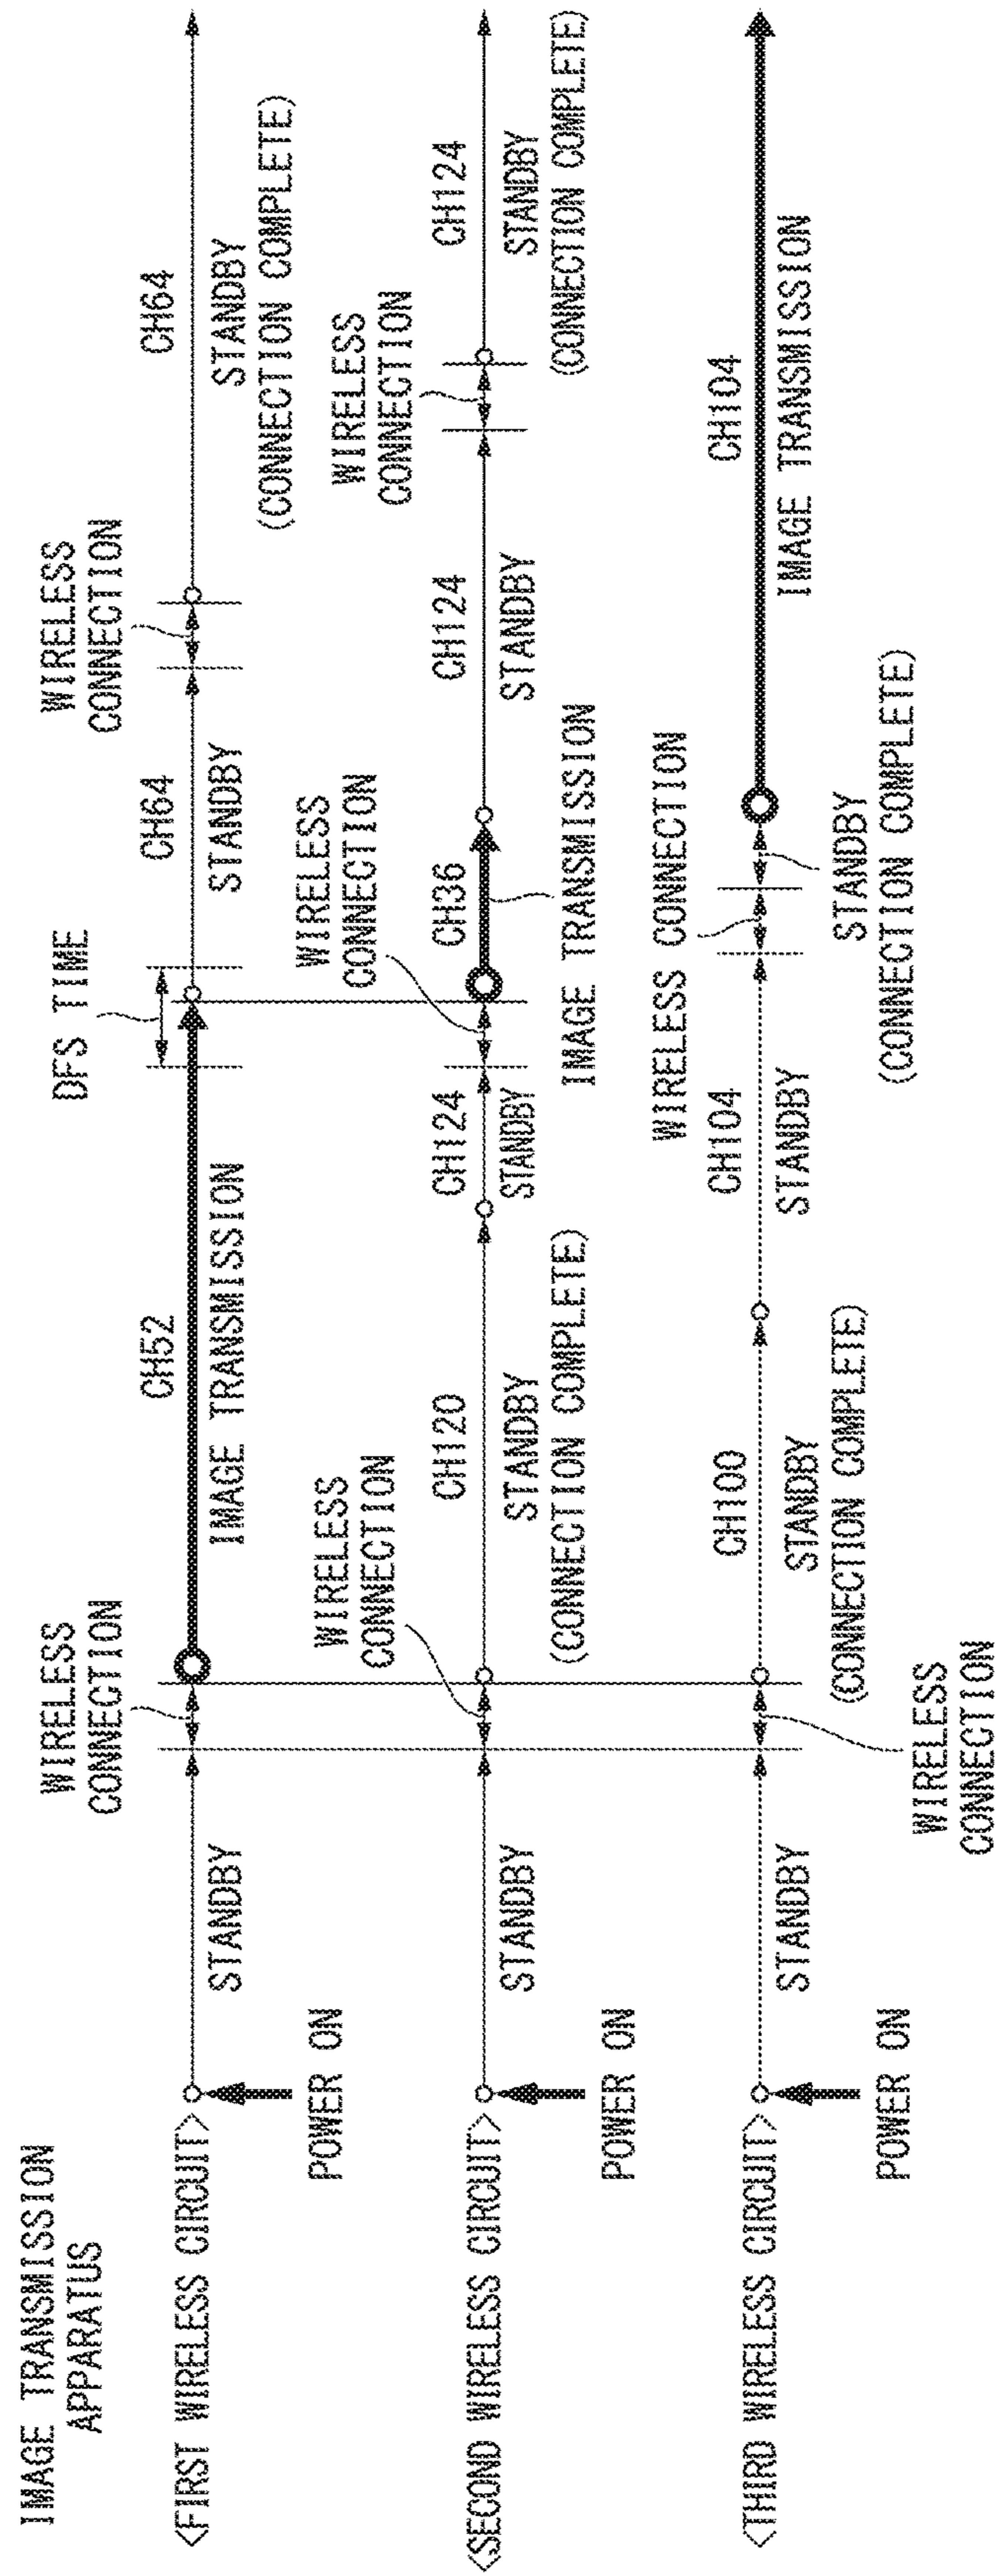 IMAGE TRANSMISSION
APPARATUS
<FIRST WIRELESS CIRCUIT>
POWER ON
STANDBY
WIRELESS
CONNECTION
CH52
IMAGE TRANSMISSION
DFS TIME
CH64
STANDBY
WIRELESS
CONNECTION
CH64
STANDBY
(CONNECTION COMPLETE)
<SECOND WIRELESS CIRCUIT>
POWER ON
STANDBY
WIRELESS
CONNECTION
CH120
STANDBY
(CONNECTION COMPLETE)
CH124
STANDBY
WIRELESS
CONNECTION
CH36
IMAGE TRANSMISSION
CH124
STANDBY
WIRELESS
CONNECTION
CH124
STANDBY
(CONNECTION COMPLETE)
<THIRD WIRELESS CIRCUIT>
POWER ON
STANDBY
WIRELESS
CONNECTION
CH100
STANDBY
(CONNECTION COMPLETE)
CH104
STANDBY
WIRELESS CONNECTION
STANDBY
(CONNECTION COMPLETE)
CH104
IMAGE TRANSMISSION